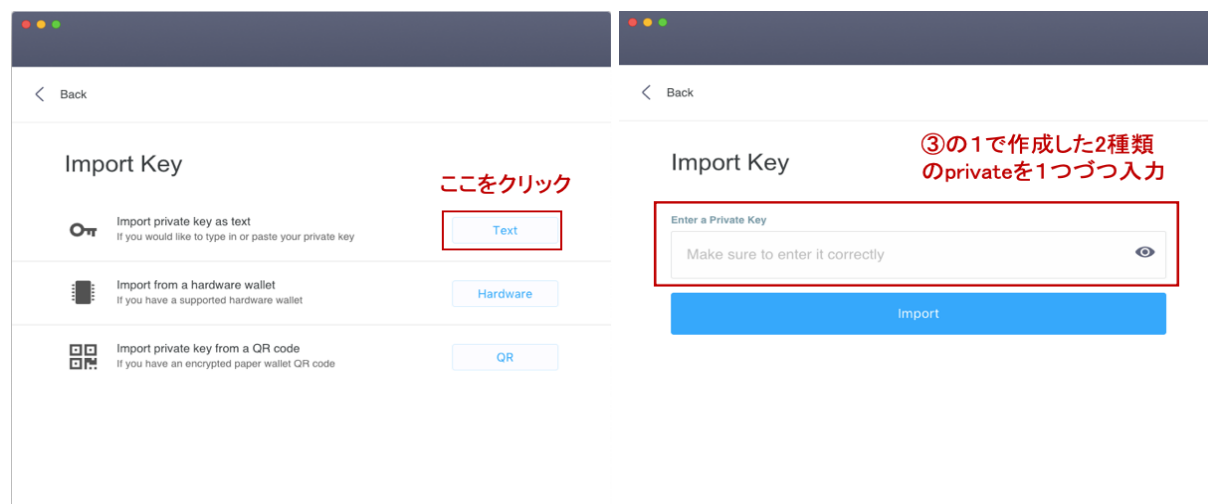 Back
Import Key
ここをクリック
Import private key as text
If you would like to type in or paste your private key
Text
Import from a hardware wallet
If you have a supported hardware wallet
Hardware
Import private key from a QR code
If you have an encrypted paper wallet QR code
QR
Back
Import Key
③の1で作成した2種類
のprivateを1つづつ入力
Enter a Private Key
Make sure to enter it correctly
Import